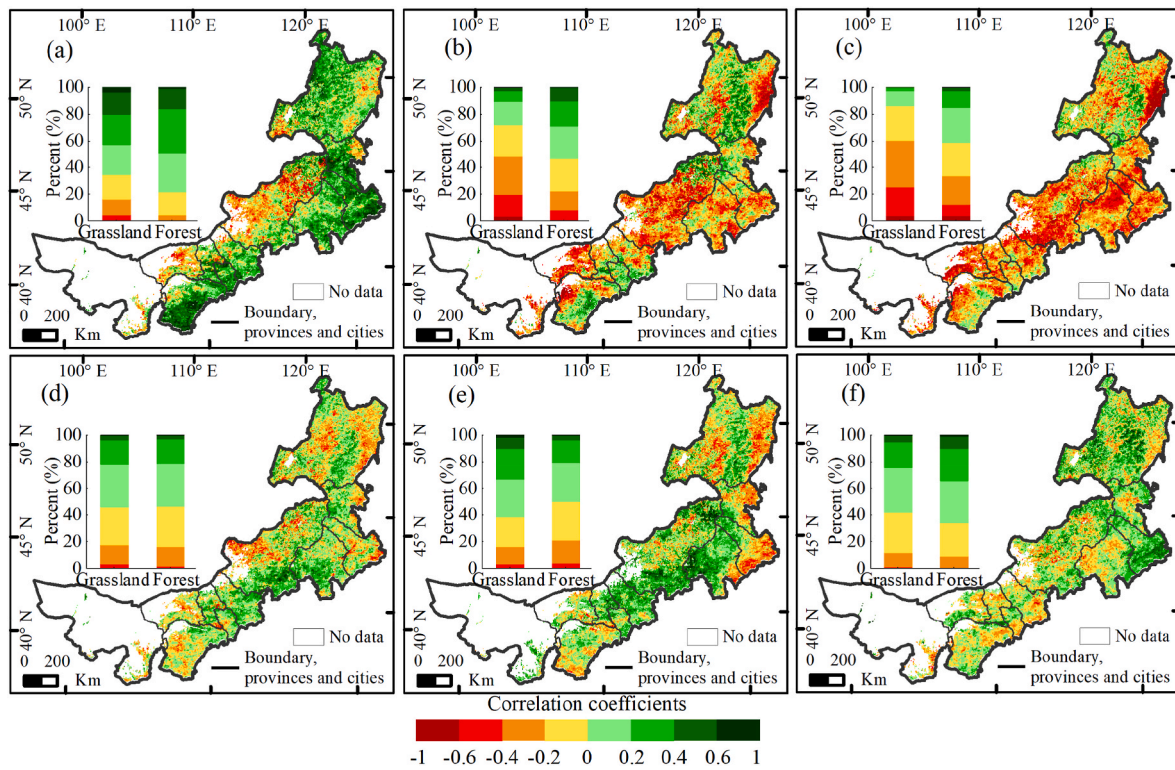 100° E 110° E 120° E
(a)
50° N
45° N
40° N
Percent (%)
100
80
60
40
20
0
Grassland Forest
No data
0 200
Km
Boundary,
provinces and cities
100° E 110° E 120° E
(b)
50° N
45° N
40° N
Percent (%)
100
80
60
40
20
0
Grassland Forest
No data
0 200
Km
Boundary,
provinces and cities
100° E 110° E 120° E
(c)
50° N
45° N
40° N
Percent (%)
100
80
60
40
20
0
Grassland Forest
No data
0 200
Km
Boundary,
provinces and cities
100° E 110° E 120° E
(d)
50° N
45° N
40° N
Percent (%)
100
80
60
40
20
0
Grassland Forest
No data
0 200
Km
Boundary,
provinces and cities
100° E 110° E 120° E
(e)
50° N
45° N
40° N
Percent (%)
100
80
60
40
20
0
Grassland Forest
No data
0 200
Km
Boundary,
provinces and cities
100° E 110° E 120° E
(f)
50° N
45° N
40° N
Percent (%)
100
80
60
40
20
0
Grassland Forest
No data
0 200
Km
Boundary,
provinces and cities
Correlation coefficients
-1 -0.6 -0.4 -0.2 0 0.2 0.4 0.6 1